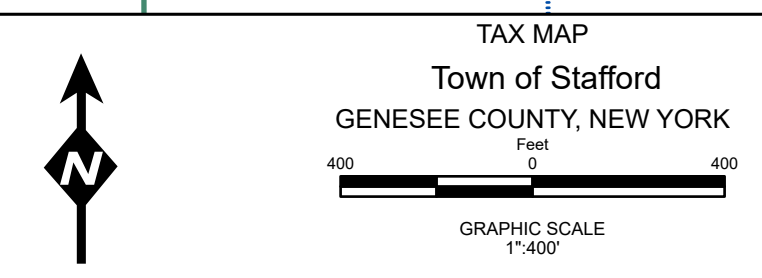 TAX MAP
Town of Stafford
GENESEE COUNTY, NEW YORK
Feet
400 0 400
GRAPHIC SCALE
1":400'
N